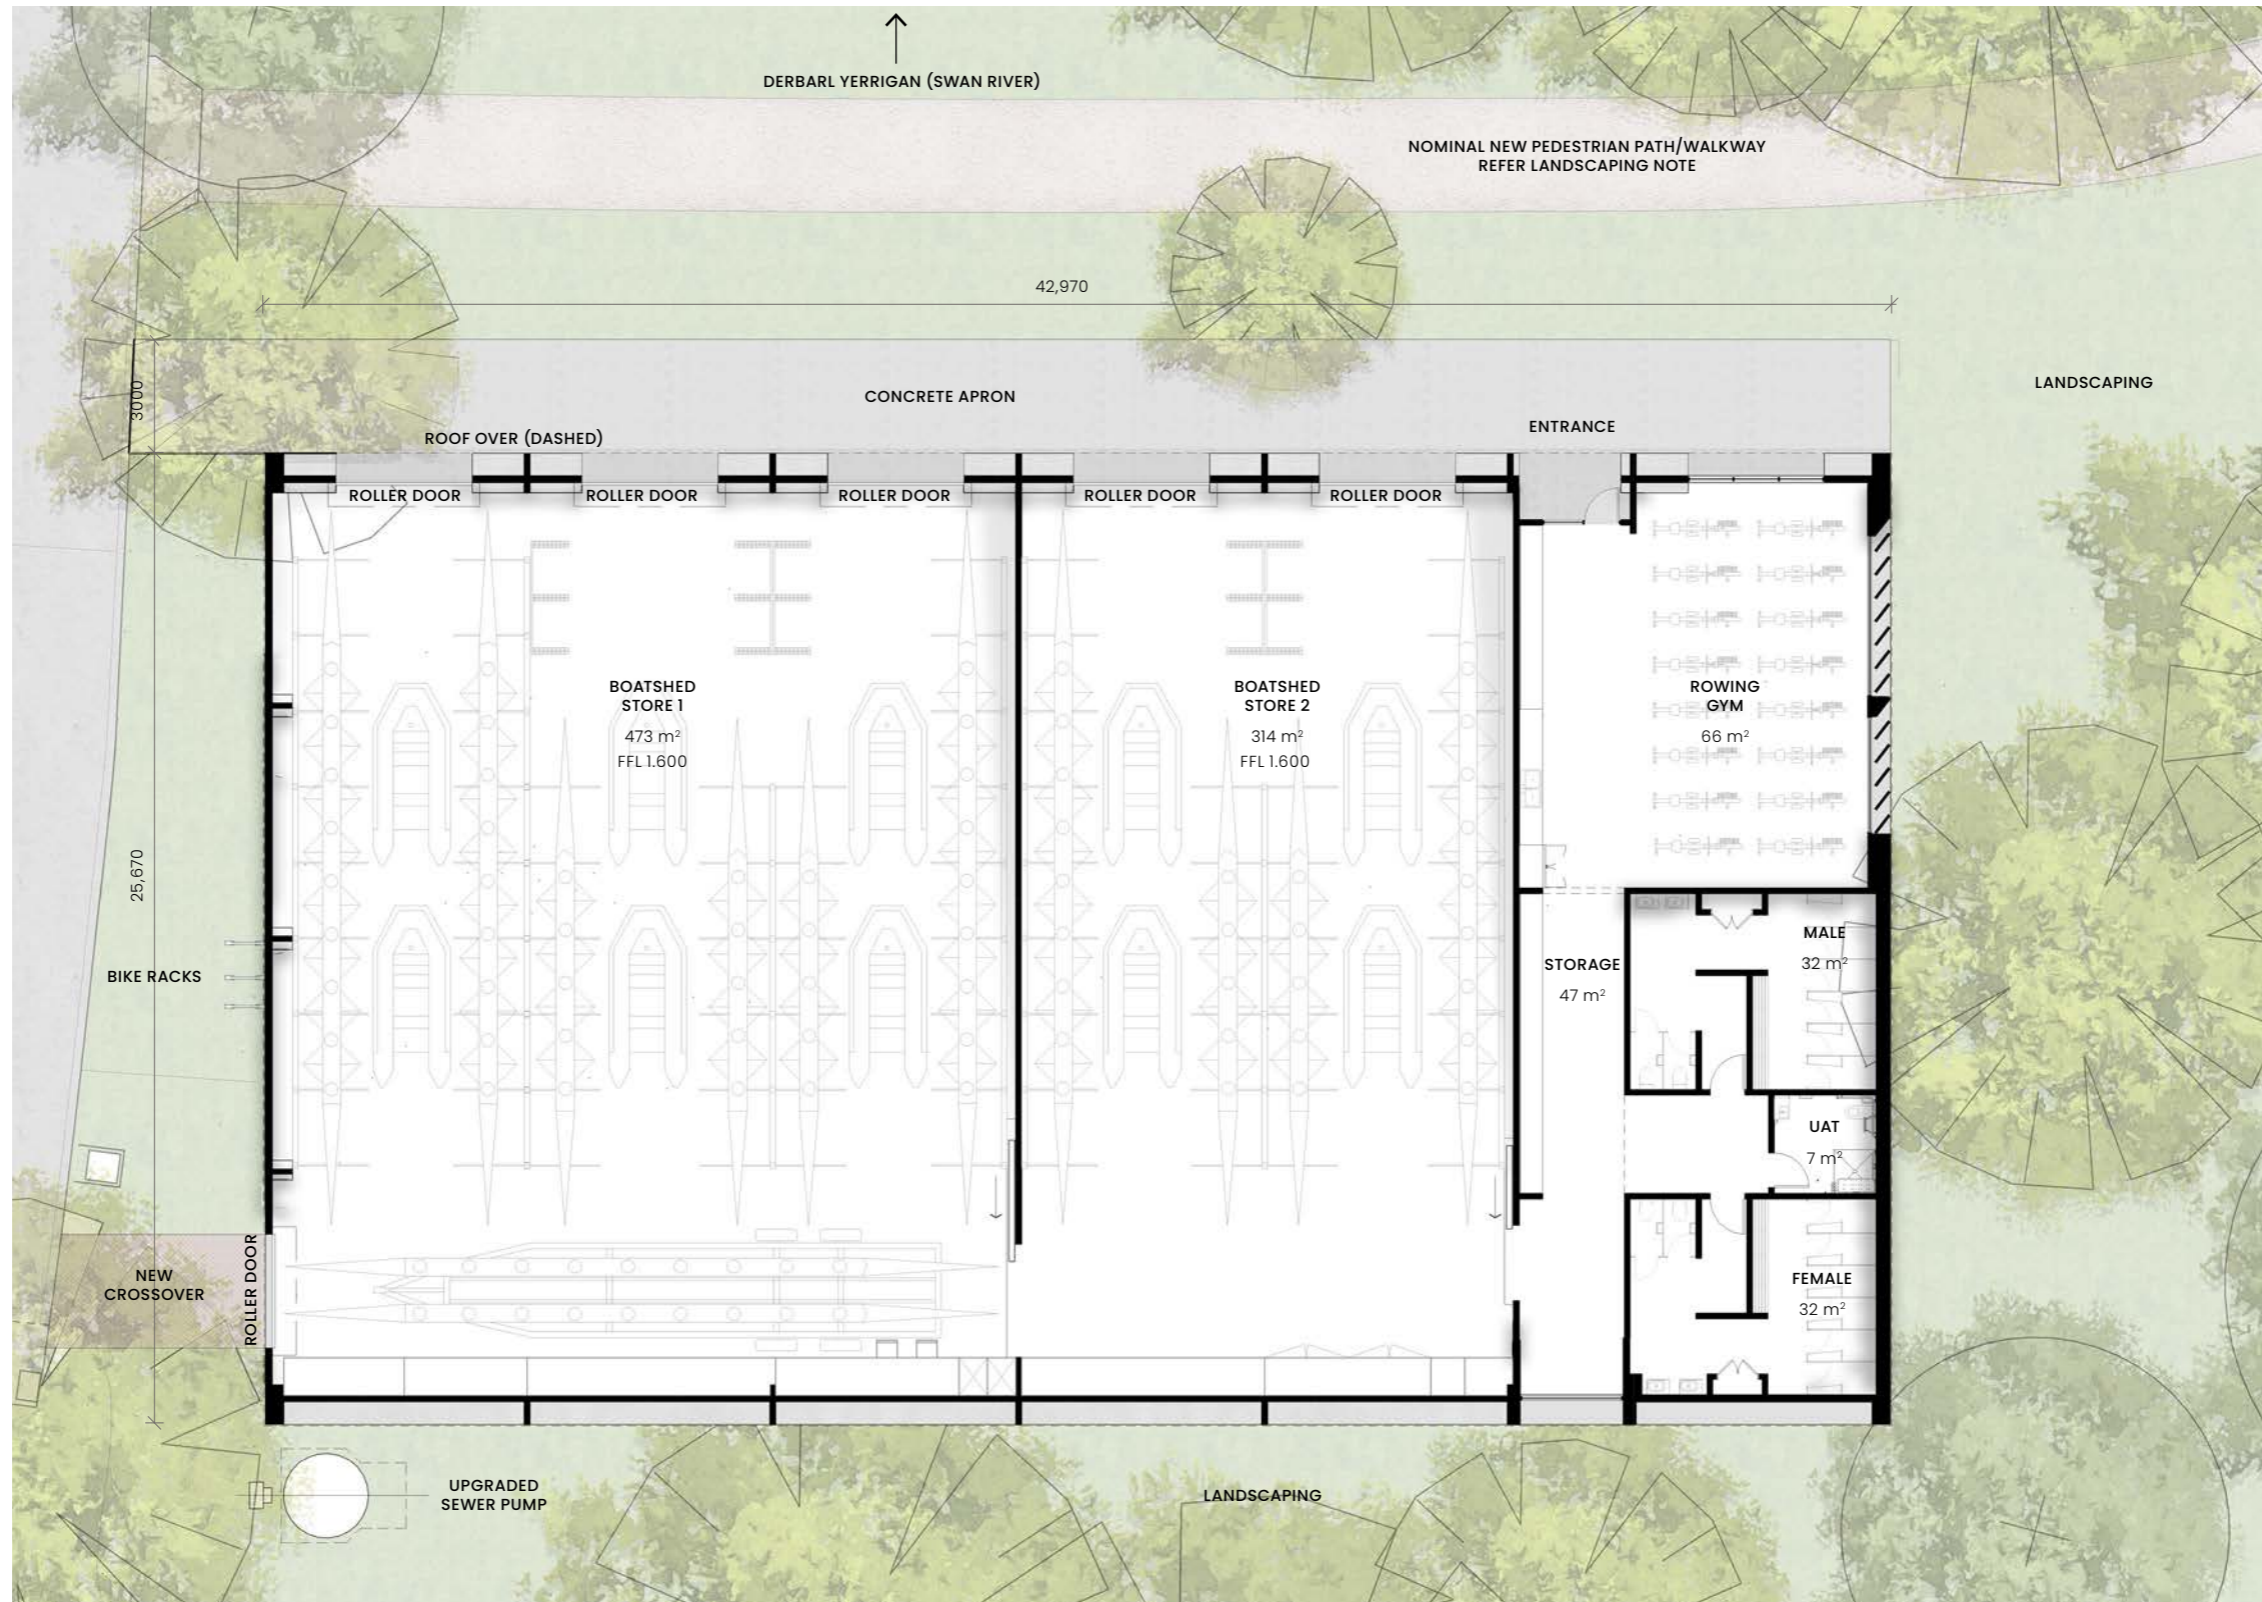 DERBARL YERRIGAN (SWAN RIVER)
NOMINAL NEW PEDESTRIAN PATH/WALKWAY
REFER LANDSCAPING NOTE
42,970
LANDSCAPING
3000
CONCRETE APRON
ENTRANCE
ROOF OVER (DASHED)
ROLLER DOOR
ROLLER DOOR
ROLLER DOOR
ROLLER DOOR
ROLLER DOOR
BOATSHED
STORE 1
473 m²
FFL 1.600
BOATSHED
STORE 2
314 m²
FFL 1.600
ROWING
GYM
66 m²
25,670
BIKE RACKS
STORAGE
47 m²
MALE
32 m²
UAT
7 m²
NEW
CROSSOVER
ROLLER DOOR
FEMALE
32 m²
UPGRADED
SEWER PUMP
LANDSCAPING